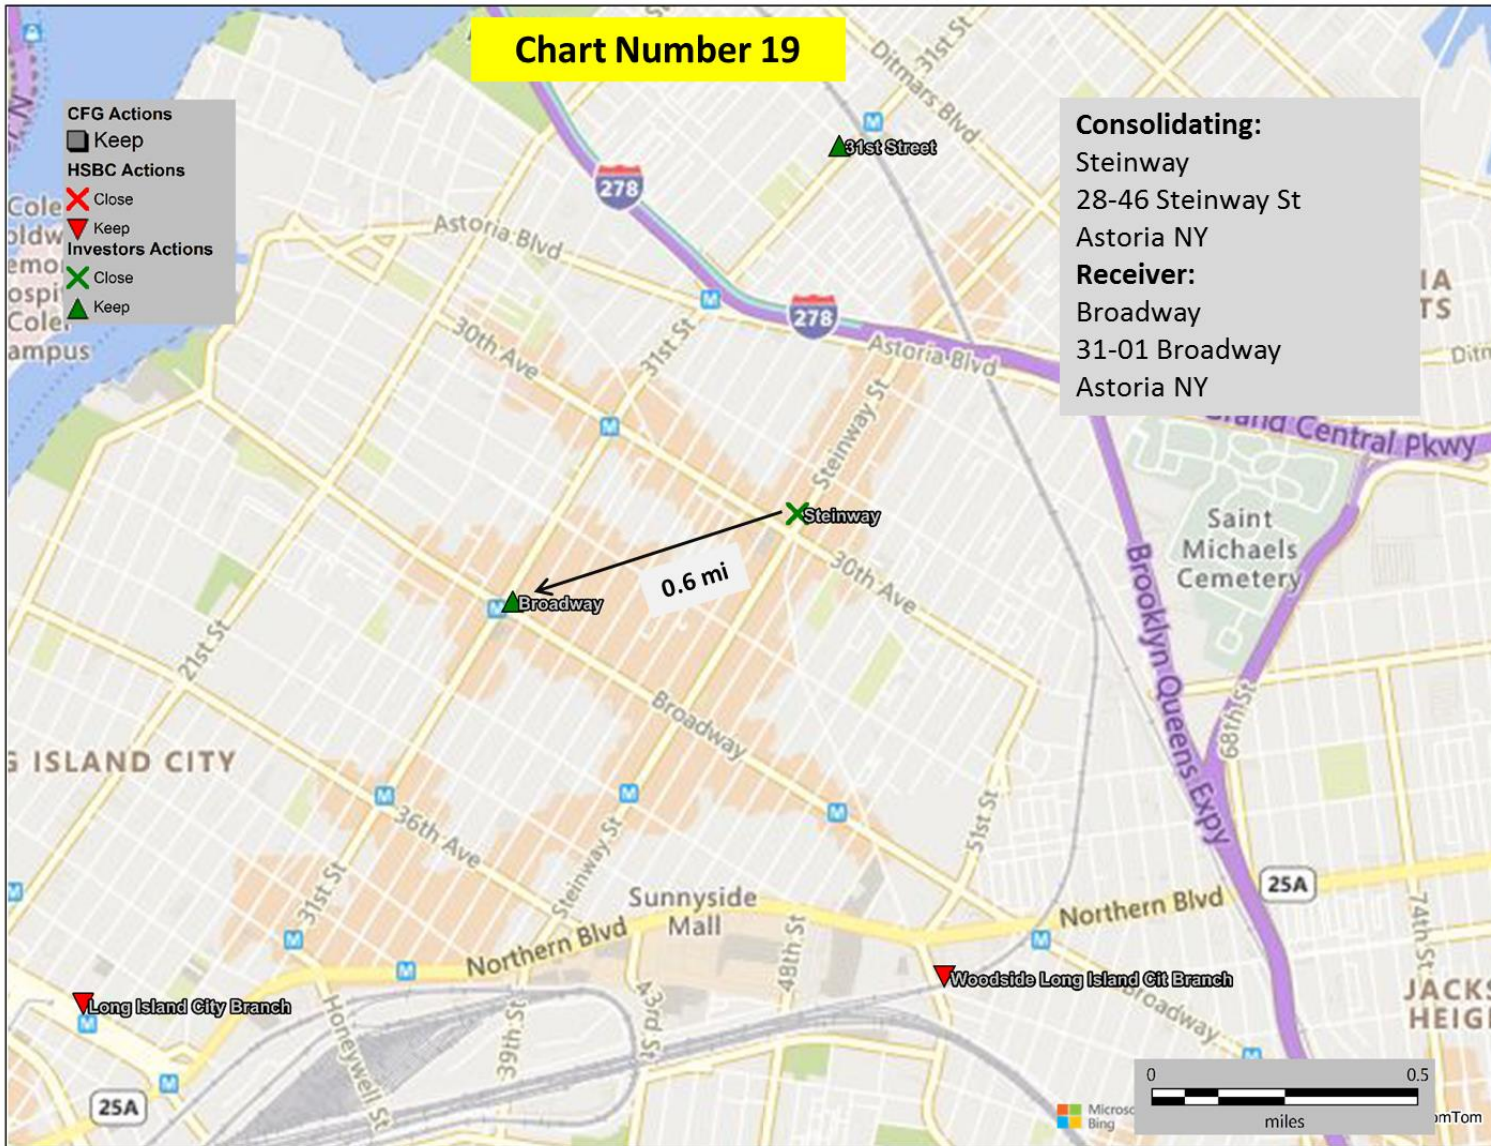 Chart Number 19
CFG Actions
Keep
HSBC Actions
Close
Keep
Investors Actions
Close
Keep
Consolidating:
Steinway
28-46 Steinway St
Astoria NY
Receiver:
Broadway
31-01 Broadway
Astoria NY
31st St
Ditmars Blvd
M
31st Street
278
Astoria Blvd
M
278
Astoria Blvd
30th Ave
31st St
M
Steinway St
Grand Central Pkwy
Steinway
30th Ave
0.6 mi
Saint
Michaels
Cemetery
M
Broadway
21st St
Brooklyn Queens Expy
Broadway
68th St
ISLAND CITY
M
M
M
36th Ave
51st St
Steinway St
31st St
M
Sunnyside
Mall
25A
Northern Blvd
Northern Blvd
74th St
48th St
M
M
M
Long Island City Branch
M
Woodside Long Island Cit Branch
Broadway
43rd St
39th St
Honeywell St
M
M
25A
0 0.5
miles
Bing